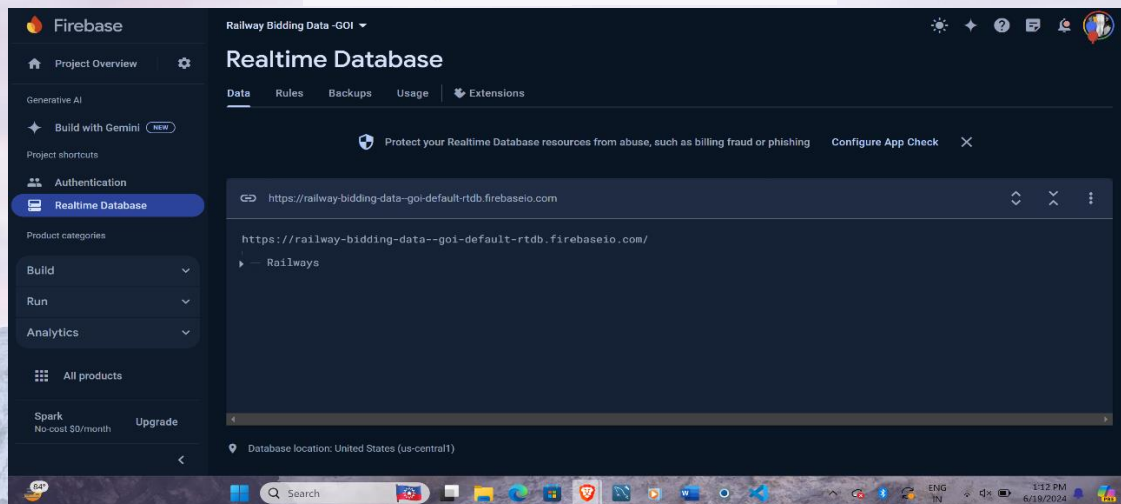 Firebase
Railway Bidding Data -GOI
Project Overview
Realtime Database
Generative AI
Data Rules Backups Usage Extensions
Build with Gemini NEW
Protect your Realtime Database resources from abuse, such as billing fraud or phishing Configure App Check
Project shortcuts
Authentication
Realtime Database
https://railway-bidding-data--goi-default-rtdb.firebaseio.com
Product categories
https://railway-bidding-data--goi-default-rtdb.firebaseio.com/
Railways
Build
Run
Analytics
All products
Spark
No-cost $0/month
Upgrade
Database location: United States (us-central1)
64°
Search
ENG
IN
1:12 PM
6/19/2024